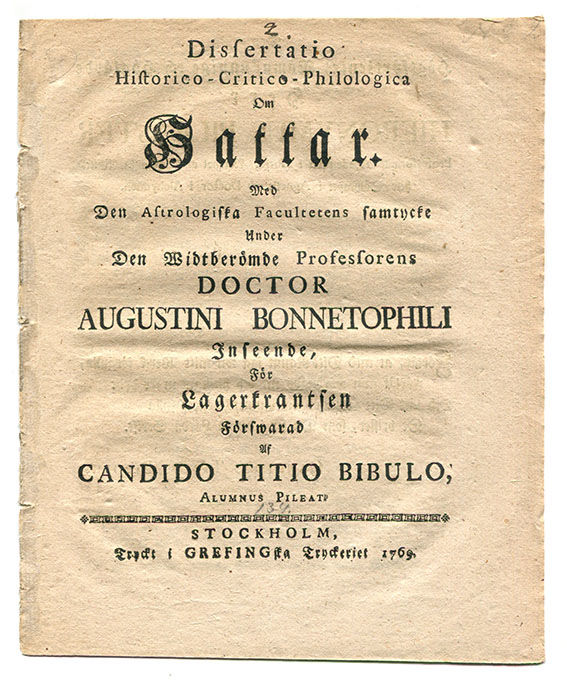 2
Dissertatio
Historico-Critico-Philologica
Om
Hattar.
Med
Den Astrologiska Facultetens samtycke
Under
Den Widtberömde Professorens
DOCTOR
AUGUSTINI BONNETOPHILI
Inseende,
För
Lagerkrantsen
Förswarad
Af
CANDIDO TITIO BIBULO,
ALUMNUS PILEAT
134.
STOCKHOLM,
Tryckt i GREFINGska Tryckeriet 1769.